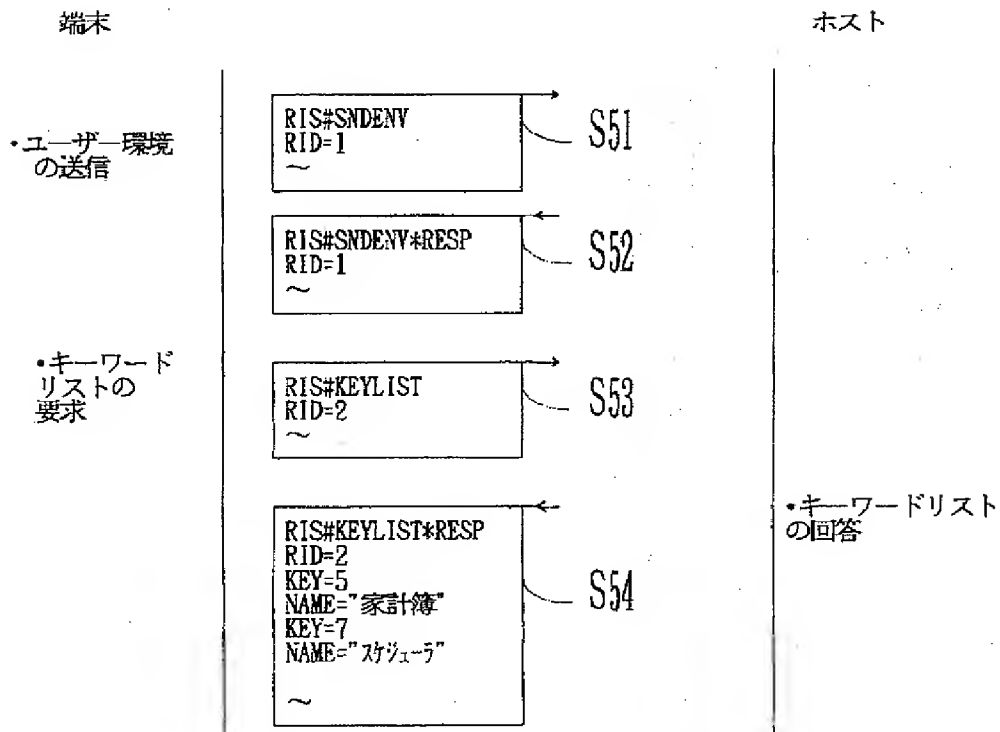 端末
ホスト
・ユーザー環境
の送信
RIS#SNDENV
RID=1
~
S51
RIS#SNDENV*RESP
RID=1
~
S52
・キーワード
リストの
要求
RIS#KEYLIST
RID=2
~
S53
・キーワードリスト
の回答
RIS#KEYLIST*RESP
RID=2
KEY=5
NAME="家計簿"
KEY=7
NAME="スケジューラ"
~
S54